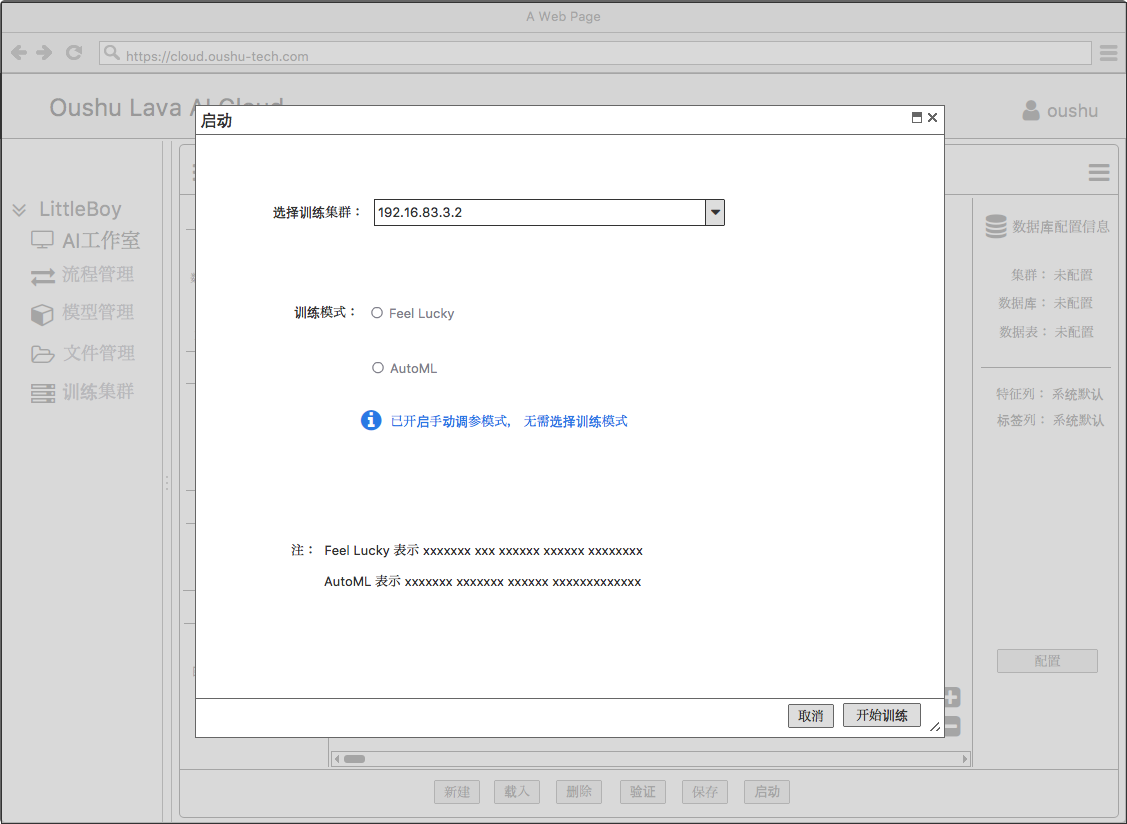 A Web Page
https://cloud.oushu-tech.com
Oushu Lava AI Cloud
oushu
启动
LittleBoy
AI工作室
流程管理
模型管理
文件管理
训练集群
选择训练集群： 192.16.83.3.2
训练模式： Feel Lucky
AutoML
已开启手动调参模式， 无需选择训练模式
注： Feel Lucky 表示 xxxxxxx xxx xxxxxx xxxxxx xxxxxxxx
AutoML 表示 xxxxxxx xxxxxxx xxxxxx xxxxxxxxxxxxx
取消 开始训练
数据库配置信息
集群： 未配置
数据库： 未配置
数据表： 未配置
特征列： 系统默认
标签列： 系统默认
配置
新建 载入 删除 验证 保存 启动